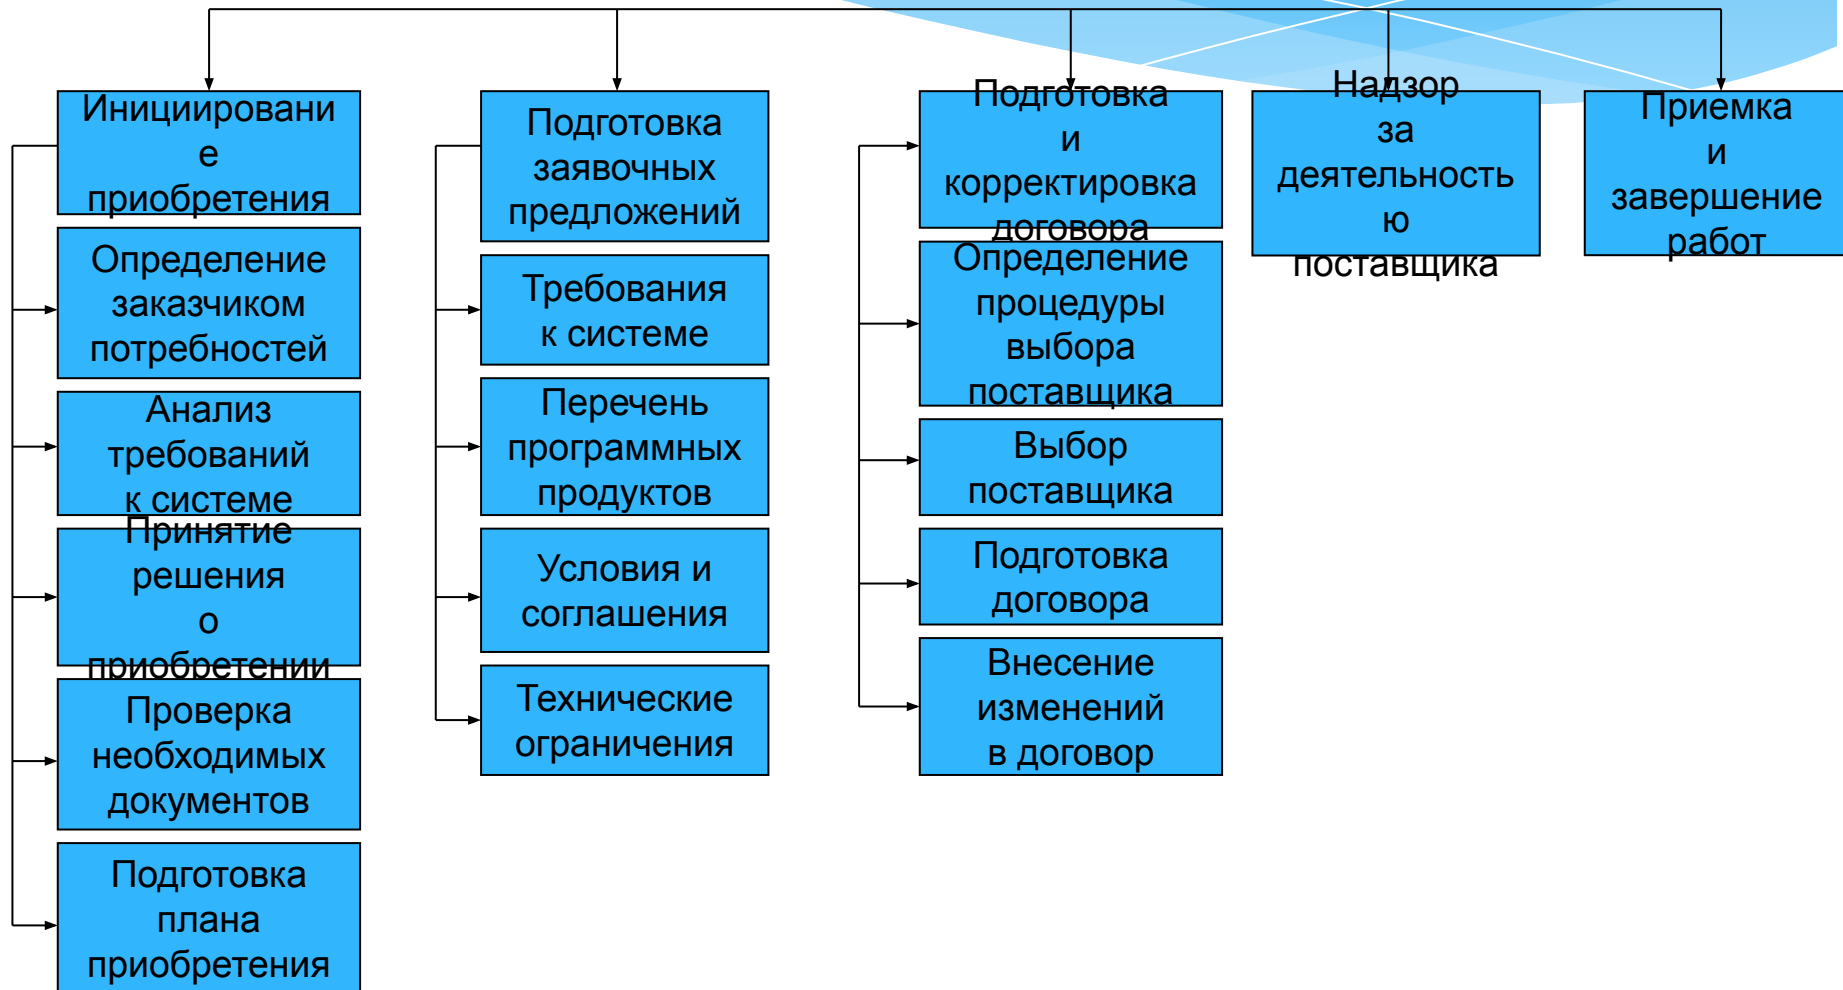 Инициировани
е
приобретения
Определение
заказчиком
потребностей
Анализ
требований
к системе
Принятие
решения
о
приобретении
Проверка
необходимых
документов
Подготовка
плана
приобретения
Подготовка
заявочных
предложений
Требования
к системе
Перечень
программных
продуктов
Условия и
соглашения
Технические
ограничения
Подготовка
и
корректировка
договора
Определение
процедуры
выбора
поставщика
Выбор
поставщика
Подготовка
договора
Внесение
изменений
в договор
Надзор
за
деятельность
ю
поставщика
Приемка
и
завершение
работ